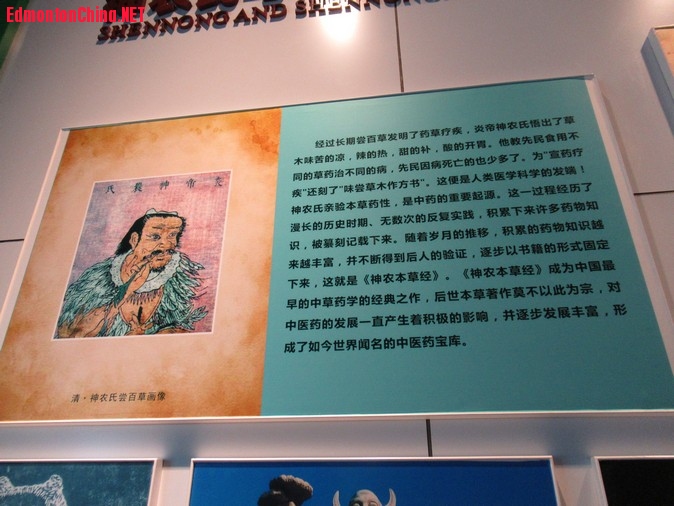 EdmontonChina.NET
SHENNONG AND SHENNONG
氏農神帝炎
清·神农氏尝百草画像
经过长期尝百草发明了药草疗疾，炎帝神农氏悟出了草
木味苦的凉，辣的热，甜的补，酸的开胃。他教先民食用不
同的草药治不同的病，先民因病死亡的也少多了。为“宣药疗
疾”还刻了“味尝草木作方书”。这便是人类医学科学的发端！
神农氏亲验本草药性，是中药的重要起源。这一过程经历了
漫长的历史时期、无数次的反复实践，积累下来许多药物知
识，被篆刻记载下来。随着岁月的推移，积累的药物知识越
来越丰富，并不断得到后人的验证，逐步以书籍的形式固定
下来，这就是《神农本草经》。《神农本草经》成为中国最
早的中草药学的经典之作，后世本草著作莫不以此为宗，对
中医药的发展一直产生着积极的影响，并逐步发展丰富，形
成了如今世界闻名的中医药宝库。